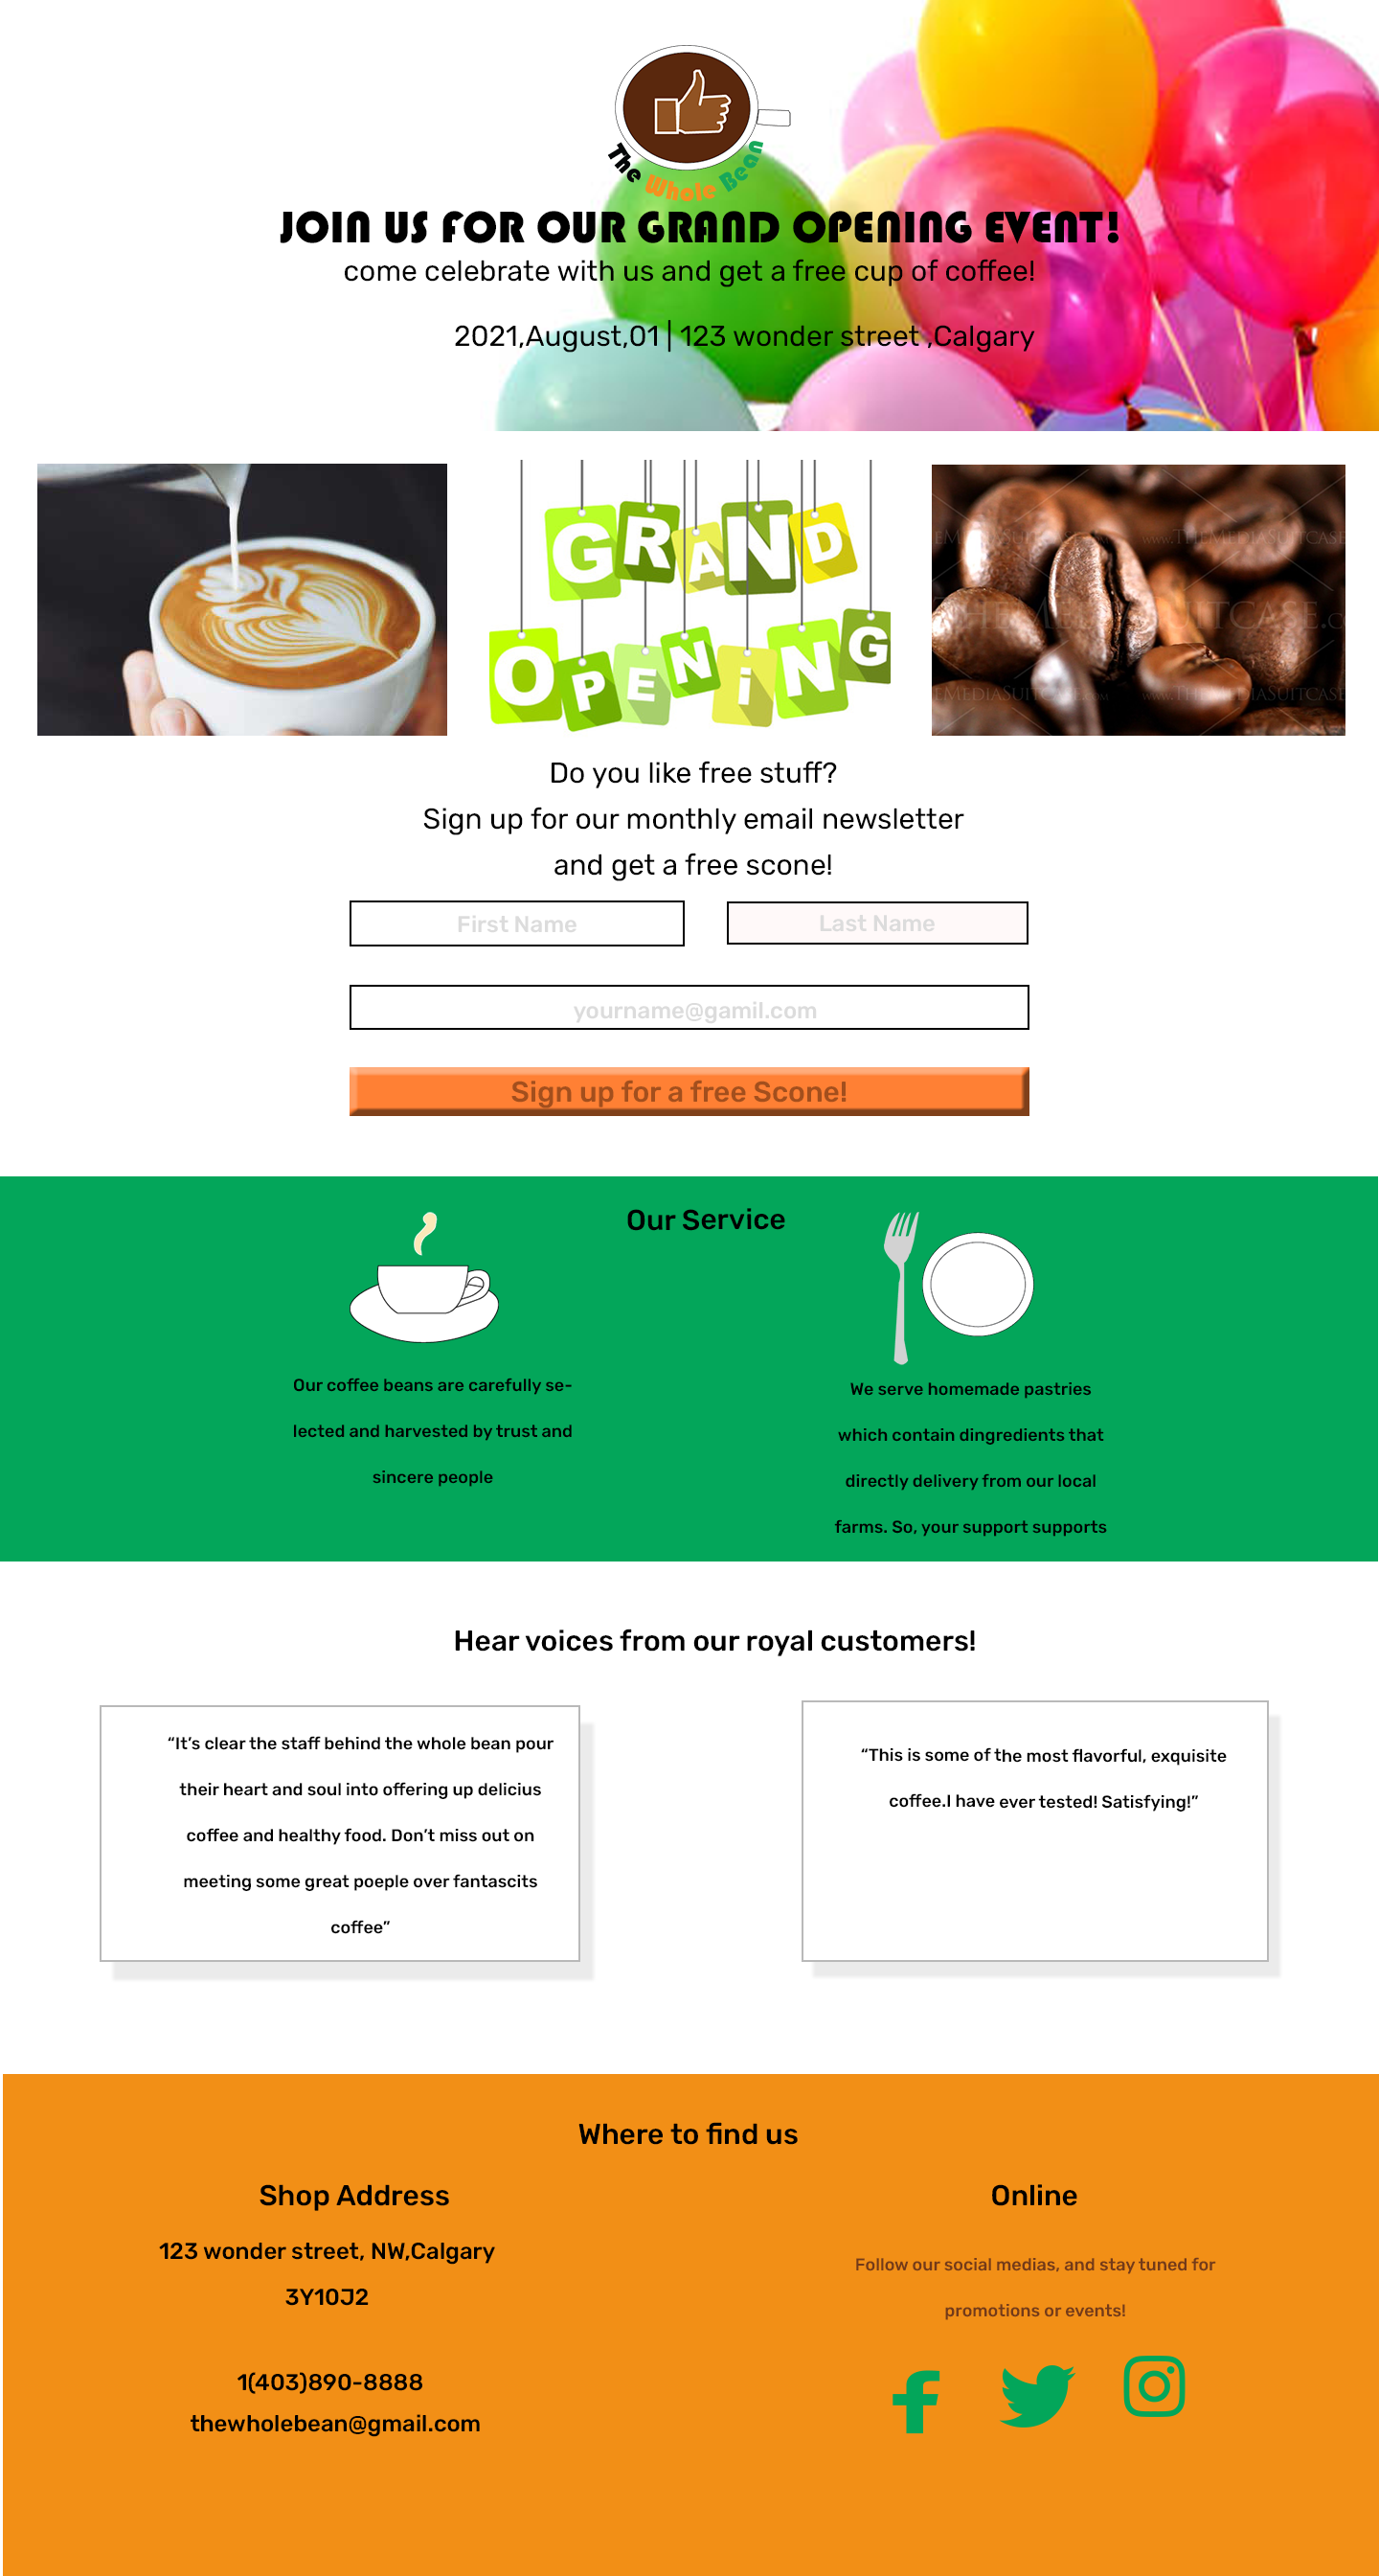 The Whole Bean
JOIN US FOR OUR GRAND OPENING EVENT!
come celebrate with us and get a free cup of coffee!
2021,August,01 | 123 wonder street ,Calgary
GRAND
OPENiNG
www.TheMediaSuitcase
TheMediaSuitcase.c
eMediaSuitcase.com www.TheMediaSuitcase
Do you like free stuff?
Sign up for our monthly email newsletter
and get a free scone!
First Name Last Name
yourname@gamil.com
Sign up for a free Scone!
Our Service
Our coffee beans are carefully se-
lected and harvested by trust and
sincere people
We serve homemade pastries
which contain dingredients that
directly delivery from our local
farms. So, your support supports
Hear voices from our royal customers!
“It’s clear the staff behind the whole bean pour
their heart and soul into offering up delicius
coffee and healthy food. Don’t miss out on
meeting some great poeple over fantascits
coffee”
“This is some of the most flavorful, exquisite
coffee.I have ever tested! Satisfying!”
Where to find us
Shop Address
123 wonder street, NW,Calgary
3Y10J2
1(403)890-8888
thewholebean@gmail.com
Online
Follow our social medias, and stay tuned for
promotions or events!